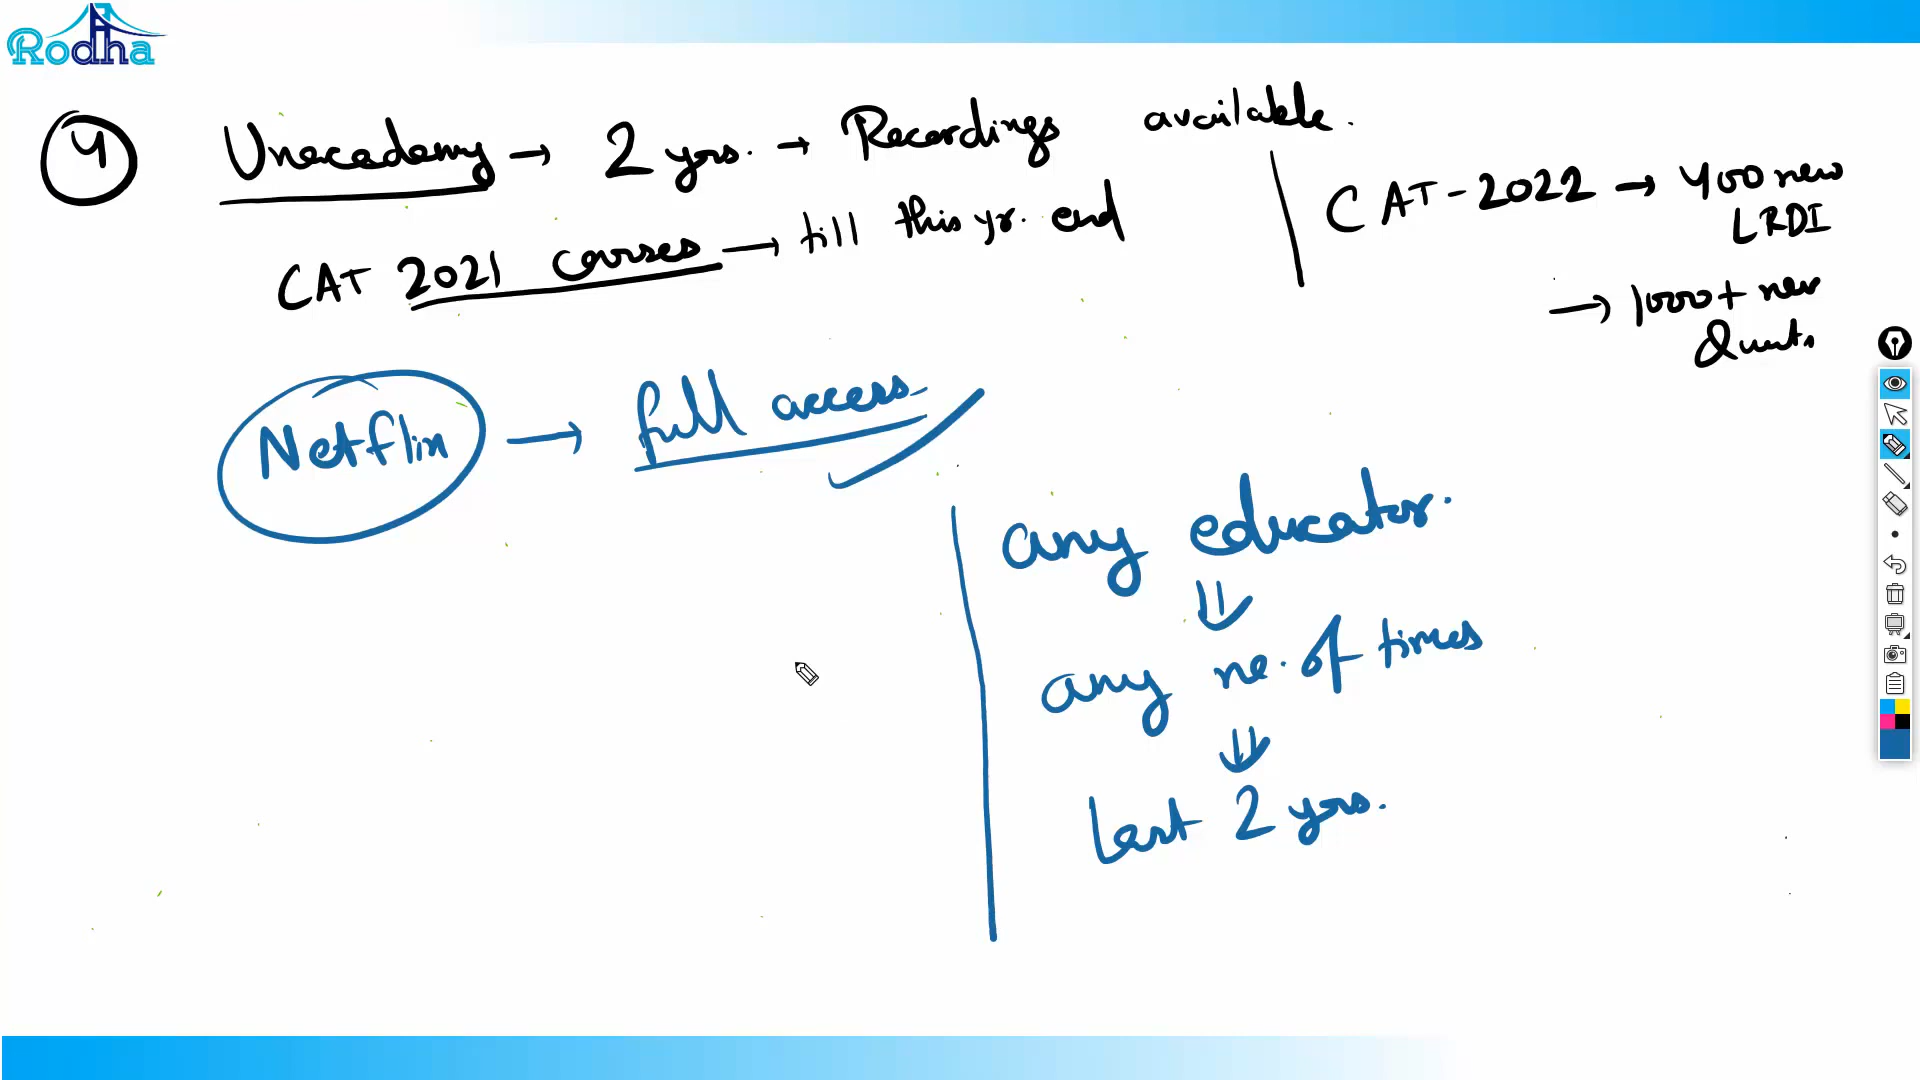 Rodha
4 Unacademy → 2 yrs. → Recordings available.
CAT 2021 courses → till this yr. end
CAT-2022 → 400 new
LRDI
→ 1000+ new
Quants
Netflix → full access
any educator.
⇓
any no. of times
⇓
last 2 yrs.